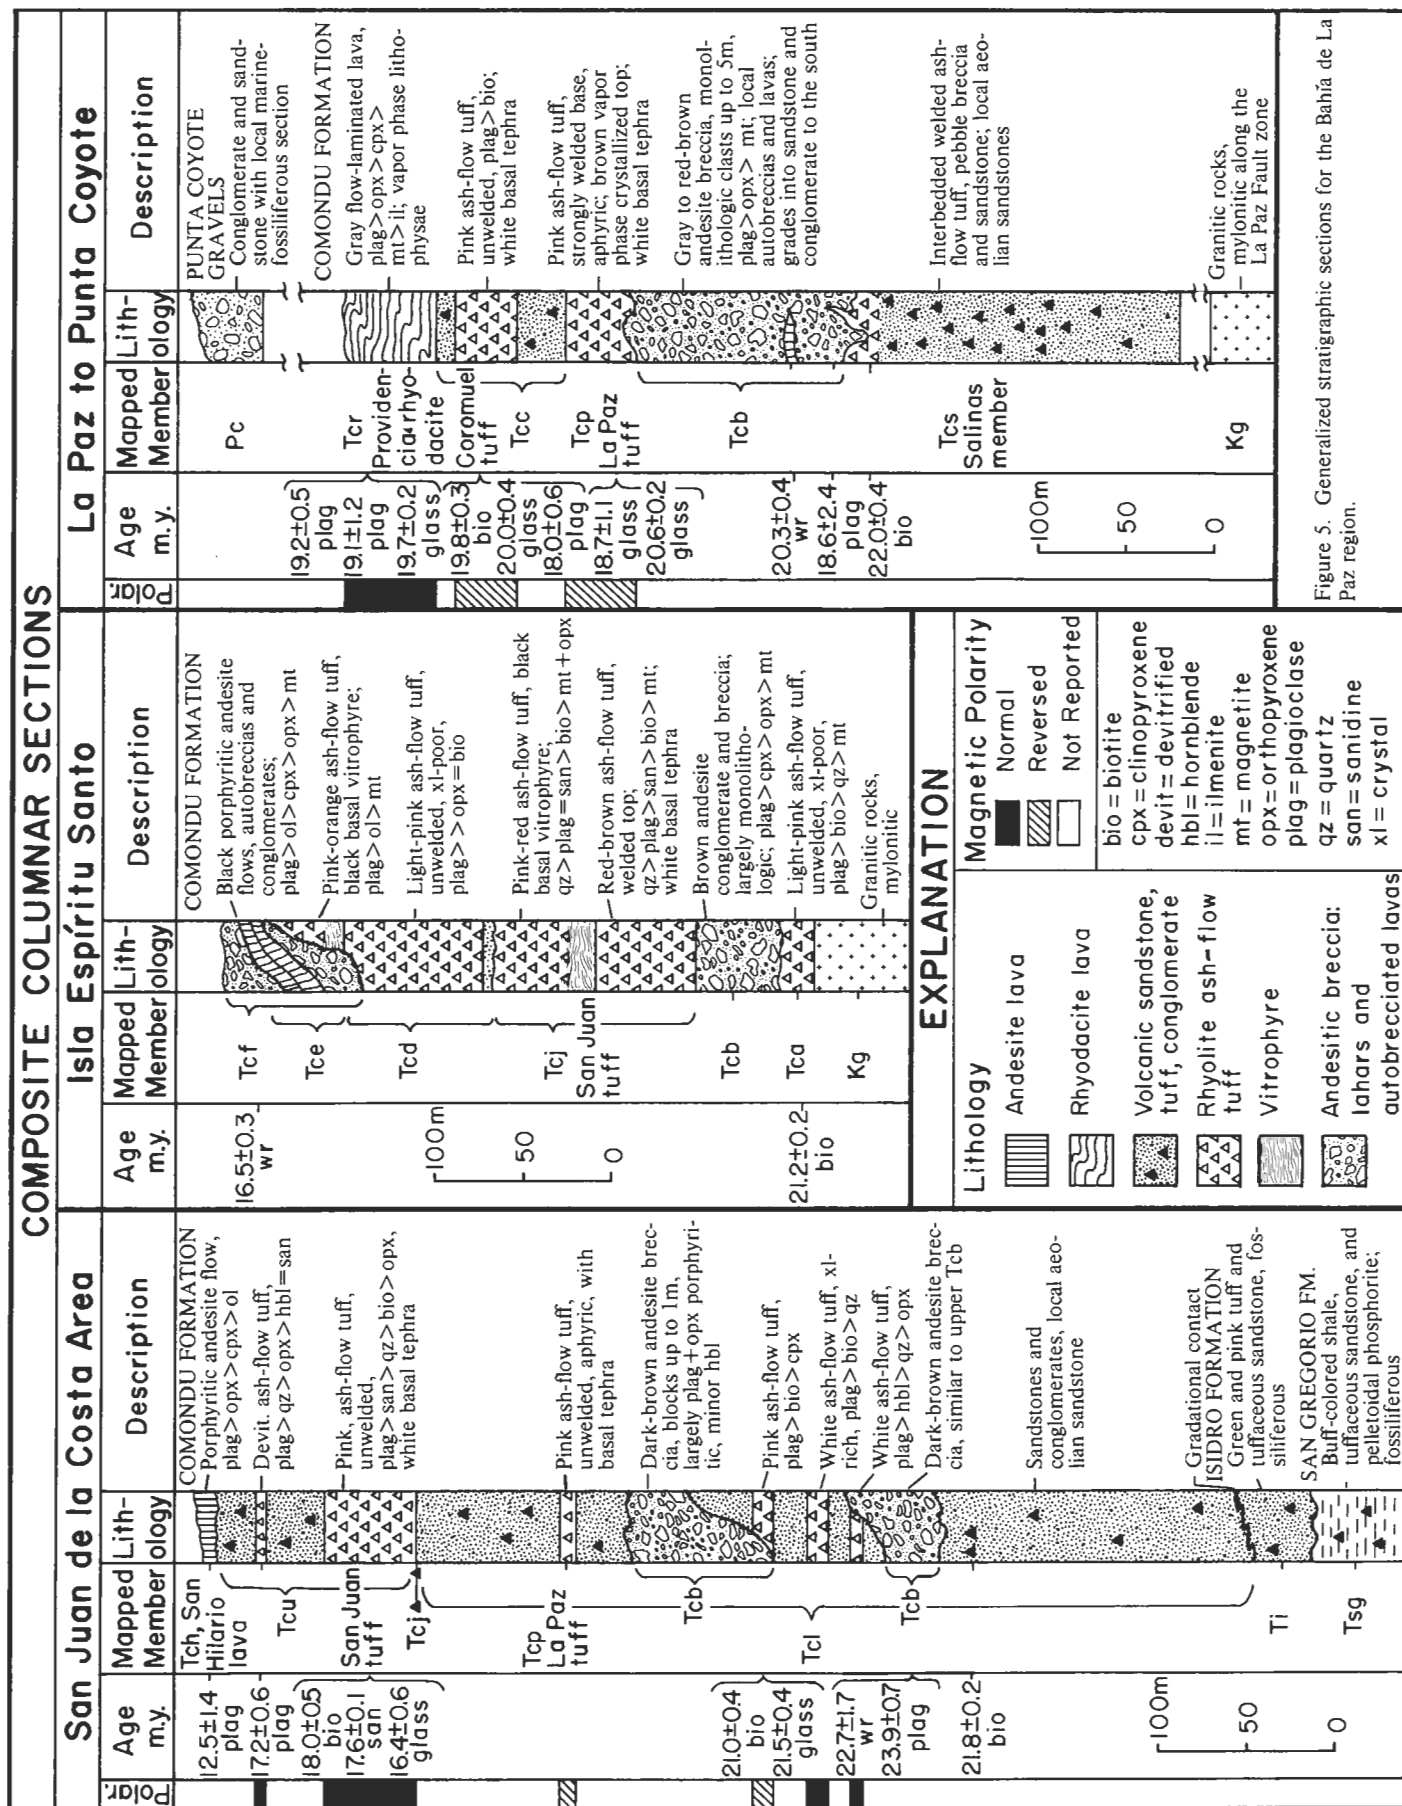 COMPOSITE COLUMNAR SECTIONS
San Juan de la Costa Area
Polar.
Age
m.y.
Mapped
Member
Lith-
ology
Description
12.5±1.4
plag
17.2±0.6
plag
18.0±0.5
bio
17.6±0.1
san
16.4±0.6
glass
21.0±0.4
bio
21.5±0.4
glass
22.7±1.7
wr
23.9±0.7
plag
21.8±0.2
bio
100m
50
0
Tch, San
Hilario
lava
Tcu
San Juan
tuff
Tcj
Tcp
La Paz
tuff
Tcb
Tcl
Tcb
Ti
Tsg
COMONDU FORMATION
Porphyritic andesite flow,
plag>opx>cpx>ol
Devit. ash-flow tuff,
plag>qz>opx>hbl=san
Pink, ash-flow tuff,
unwelded,
plag>san>qz>bio>opx,
white basal tephra
Pink ash-flow tuff,
unwelded, aphyric, with
basal tephra
Dark-brown andesite brec-
cia, blocks up to 1m,
largely plag+opx porphyri-
tic, minor hbl
Pink ash-flow tuff
plag>bio>cpx
White ash-flow tuff, xl-
rich, plag>bio>qz
White ash-flow tuff,
plag>hbl>qz>opx
Dark-brown andesite brec-
cia, similar to upper Tcb
Sandstones and
conglomerates, local aeo-
lian sandstone
Gradational contact
ISIDRO FORMATION
Green and pink tuff and
tuffaceous sandstone, fos-
siliferous
SAN GREGORIO FM.
Buff-colored shale,
tuffaceous sandstone, and
pelletoidal phosphorite;
fossiliferous
Isla Espíritu Santo
Age
m.y.
Mapped
Member
Lith-
ology
Description
16.5±0.3
wr
100m
50
0
21.2±0.2
bio
Tcf
Tce
Tcd
Tcj
San Juan
tuff
Tcb
Tca
Kg
COMONDU FORMATION
Black porphyritic andesite
flows, autobreccias and
conglomerates;
plag>ol>cpx>opx>mt
Pink-orange ash-flow tuff,
black basal vitrophyre;
plag>ol>mt
Light-pink ash-flow tuff,
unwelded, xl-poor,
plag>>opx=bio
Pink-red ash-flow tuff, black
basal vitrophyre;
qz>plag=san>bio>mt+opx
Red-brown ash-flow tuff,
welded top;
qz>plag>san>bio>mt;
white basal tephra
Brown andesite
conglomerate and breccia;
largely monolitho-
logic; plag>cpx>opx>mt
Light-pink ash-flow tuff,
unwelded, xl-poor,
plag>bio>qz>mt
Granitic rocks,
mylonitic
La Paz to Punta Coyote
Polar.
Age
m.y.
Mapped
Member
Lith-
ology
Description
19.2±0.5
plag
19.1±1.2
plag
19.7±0.2
glass
19.8±0.3
bio
20.0±0.4
glass
18.0±0.6
plag
18.7±1.1
glass
20.6±0.2
glass
20.3±0.4
wr
18.6±2.4
plag
22.0±0.4
bio
100m
50
0
Pc
Tcr
Providen-
cia rhyo-
dacite
Coromuel
tuff
Tcc
Tcp
La Paz
tuff
Tcb
Tcs
Salinas
member
Kg
PUNTA COYOTE
GRAVELS
Conglomerate and sand-
stone with local marine-
fossiliferous section
COMONDU FORMATION
Gray flow-laminated lava,
plag>opx>cpx>
mt>il; vapor phase litho-
physae
Pink ash-flow tuff,
unwelded, plag>bio;
white basal tephra
Pink ash-flow tuff,
strongly welded base,
aphyric; brown vapor
phase crystallized top;
white basal tephra
Gray to red-brown
andesite breccia, monol-
ithologic clasts up to 5m,
plag>opx>mt; local
autobreccias and lavas;
grades into sandstone and
conglomerate to the south
Interbedded welded ash-
flow tuff, pebble breccia
and sandstone; local aeo-
lian sandstones
Granitic rocks,
mylonitic along the
La Paz Fault zone
EXPLANATION
Lithology
Andesite lava
Rhyodacite lava
Volcanic sandstone,
tuff, conglomerate
Rhyolite ash-flow
tuff
Vitrophyre
Andesitic breccia:
lahars and
autobrecciated lavas
Magnetic Polarity
Normal
Reversed
Not Reported
bio=biotite
cpx=clinopyroxene
devit=devitrified
hbl=hornblende
il=ilmenite
mt=magnetite
opx=orthopyroxene
plag=plagioclase
qz=quartz
san=sanidine
xl=crystal
Figure 5. Generalized stratigraphic sections for the Bahía de La
Paz region.